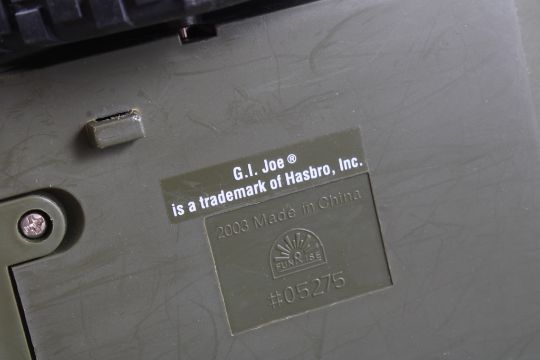 G.I. Joe®
is a trademark of Hasbro, Inc.
2003 Made in China
FUNRISE
#05275